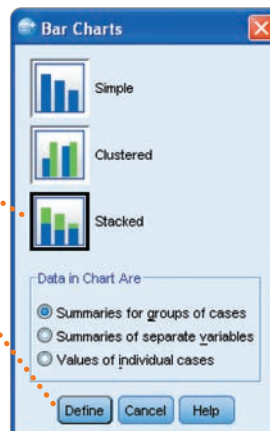 Bar Charts
Simple
Clustered
Stacked
Data in Chart Are
Summaries for groups of cases
Summaries of separate variables
Values of individual cases
Define Cancel Help